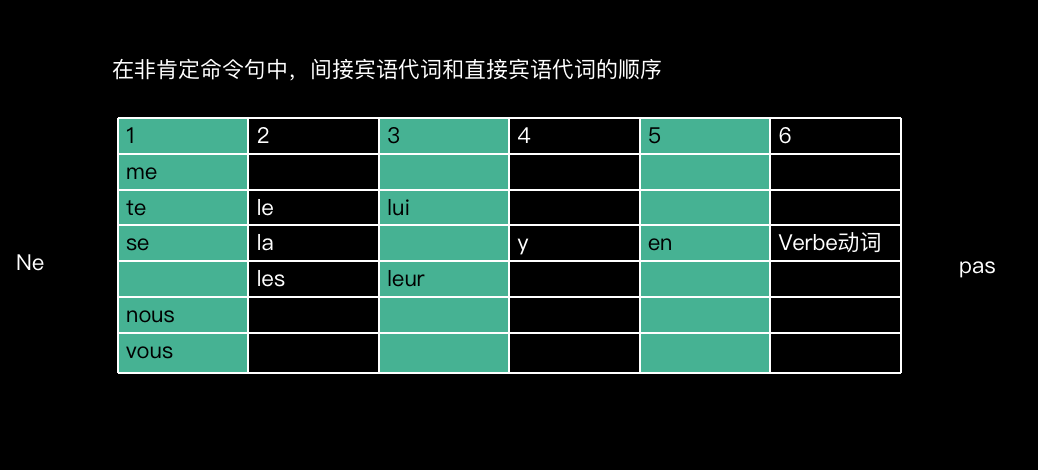 在非肯定命令句中，间接宾语代词和直接宾语代词的顺序
1 2 3 4 5 6
me
te le lui
se la y en Verbe动词
Ne pas
les leur
nous
vous